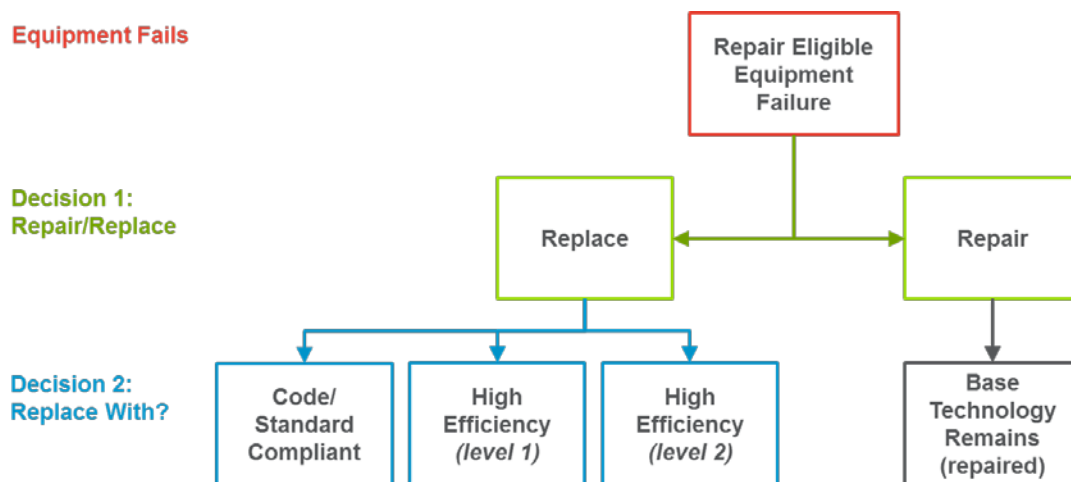 Equipment Fails
Repair Eligible
Equipment
Failure
Decision 1:
Repair/Replace
Replace
Repair
Decision 2:
Replace With?
Code/
Standard
Compliant
High
Efficiency
(level 1)
High
Efficiency
(level 2)
Base
Technology
Remains
(repaired)